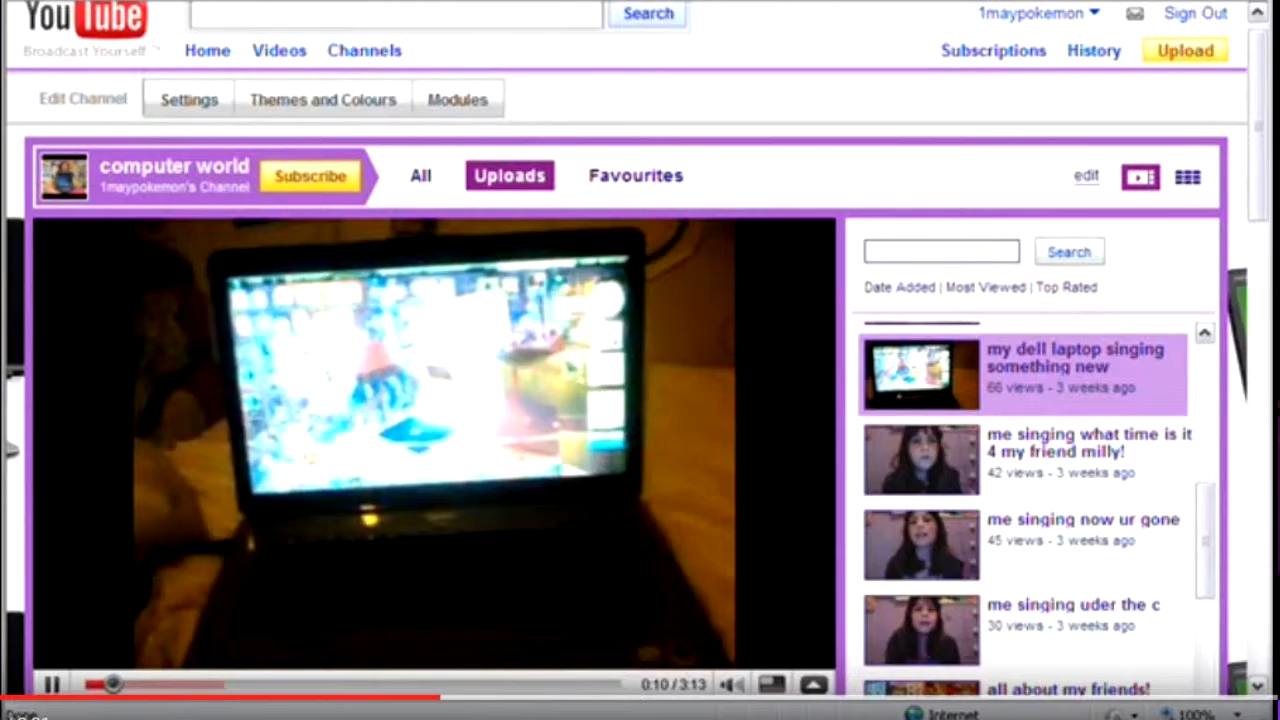 YouTube
Search
1maypokemon
Sign Out
Broadcast Yourself ™
Home
Videos
Channels
Subscriptions
History
Upload
Edit Channel
Settings
Themes and Colours
Modules
computer world
1maypokemon's Channel
Subscribe
All
Uploads
Favourites
edit
Search
Date Added | Most Viewed | Top Rated
my dell laptop singing
something new
66 views - 3 weeks ago
me singing what time is it
4 my friend milly!
42 views - 3 weeks ago
me singing now ur gone
45 views - 3 weeks ago
me singing uder the c
30 views - 3 weeks ago
all about my friends!
0:10 / 3:13
Internet
100%